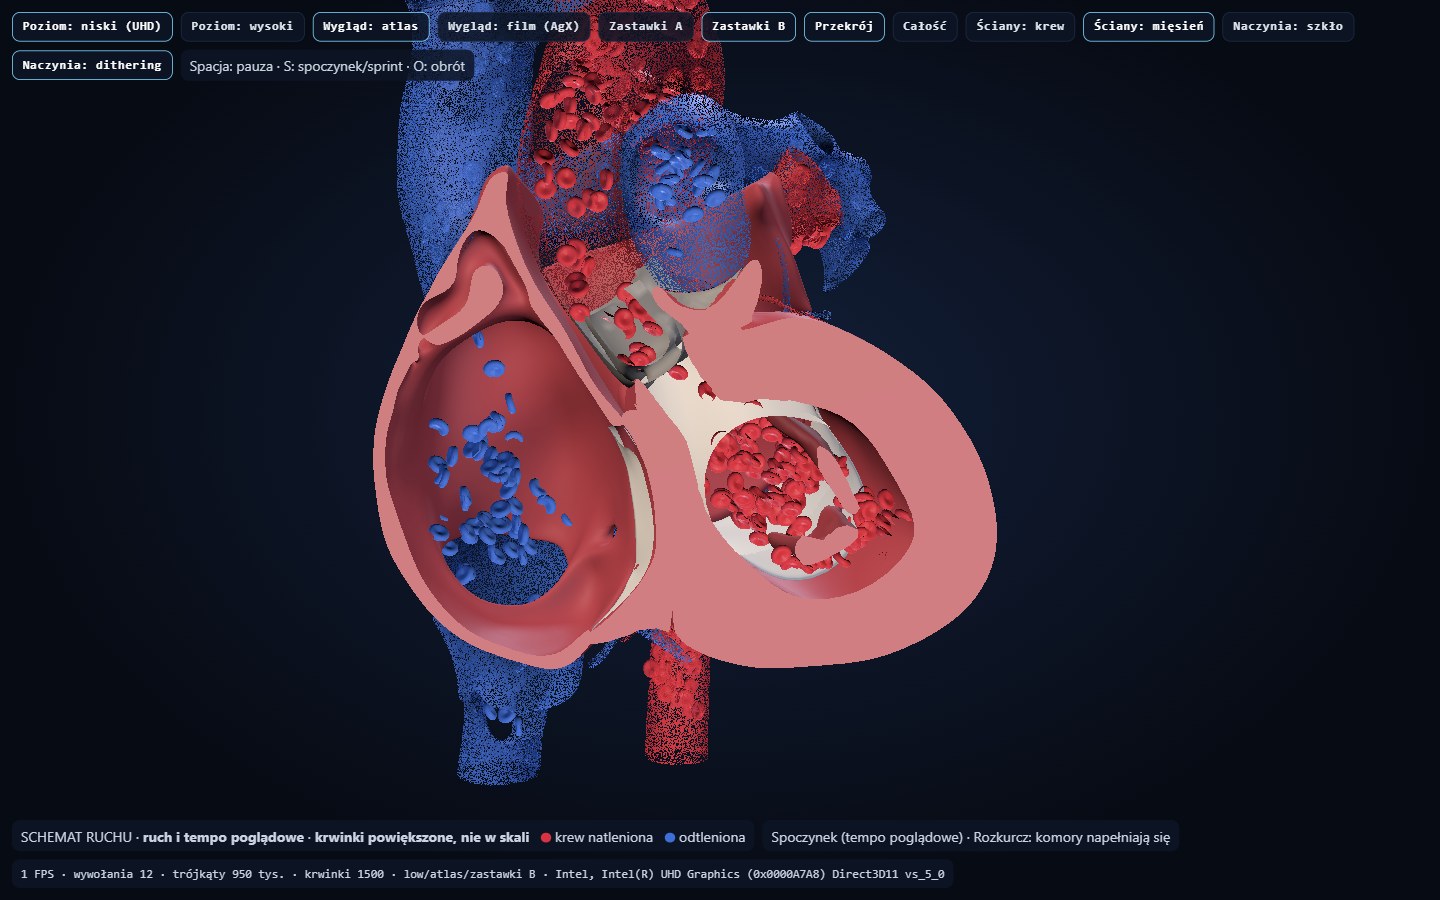 Poziom: niski (UHD) Poziom: wysoki Wygląd: atlas Wygląd: film (AgX) Zastawki A Zastawki B Przekrój Całość Ściany: krew Ściany: mięsień Naczynia: szkło
Naczynia: dithering Spacja: pauza · S: spoczynek/sprint · O: obrót
SCHEMAT RUCHU · ruch i tempo poglądowe · krwinki powiększone, nie w skali krew natleniona odtleniona Spoczynek (tempo poglądowe) · Rozkurcz: komory napełniają się
1 FPS · wywołania 12 · trójkąty 950 tys. · krwinki 1500 · low/atlas/zastawki B · Intel, Intel(R) UHD Graphics (0x0000A7A8) Direct3D11 vs_5_0